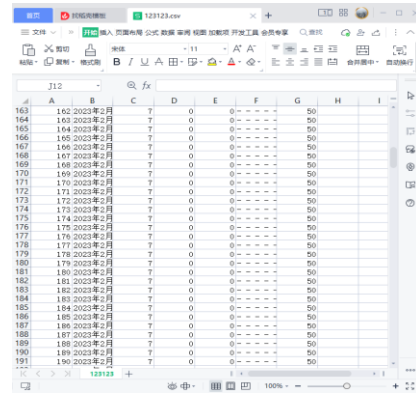 首页 稻壳模板 123123.csv +
文件 开始 插入 页面布局 公式 数据 审阅 视图 加载项 开发工具 会员专享 查找
粘贴 剪切 复制 格式刷 宋体 11 A⁺ A⁻ B I U A 合并居中 自动换行
J12 fx
A B C D E F G H I
163 162 2023年2月 7 0 0 - - - - - 50
164 163 2023年2月 7 0 0 - - - - - 50
165 164 2023年2月 7 0 0 - - - - - 50
166 165 2023年2月 7 0 0 - - - - - 50
167 166 2023年2月 7 0 0 - - - - - 50
168 167 2023年2月 7 0 0 - - - - - 50
169 168 2023年2月 7 0 0 - - - - - 50
170 169 2023年2月 7 0 0 - - - - - 50
171 170 2023年2月 7 0 0 - - - - - 50
172 171 2023年2月 7 0 0 - - - - - 50
173 172 2023年2月 7 0 0 - - - - - 50
174 173 2023年2月 7 0 0 - - - - - 50
175 174 2023年2月 7 0 0 - - - - - 50
176 175 2023年2月 7 0 0 - - - - - 50
177 176 2023年2月 7 0 0 - - - - - 50
178 177 2023年2月 7 0 0 - - - - - 50
179 178 2023年2月 7 0 0 - - - - - 50
180 179 2023年2月 7 0 0 - - - - - 50
181 180 2023年2月 7 0 0 - - - - - 50
182 181 2023年2月 7 0 0 - - - - - 50
183 182 2023年2月 7 0 0 - - - - - 50
184 183 2023年2月 7 0 0 - - - - - 50
185 184 2023年2月 7 0 0 - - - - - 50
186 185 2023年2月 7 0 0 - - - - - 50
187 186 2023年2月 7 0 0 - - - - - 50
188 187 2023年2月 7 0 0 - - - - - 50
189 188 2023年2月 7 0 0 - - - - - 50
190 189 2023年2月 7 0 0 - - - - - 50
191 190 2023年2月 7 0 0 - - - - - 50
123123 +
100% - +